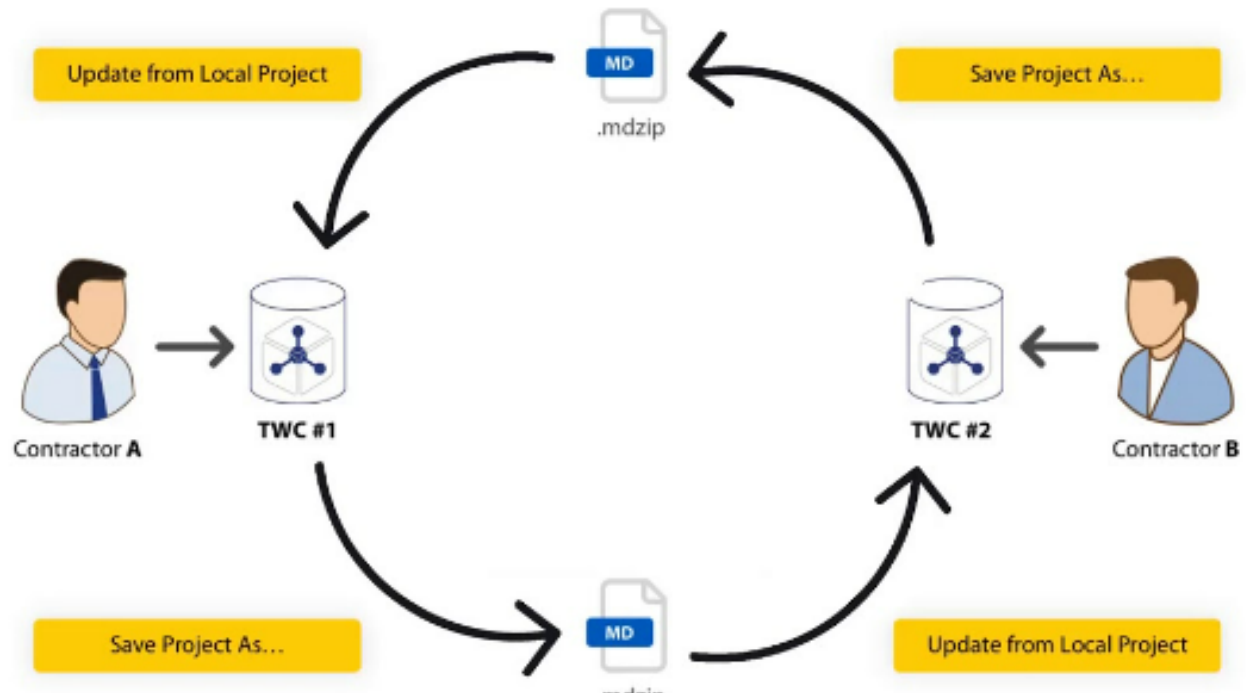 Update from Local Project
MD
Save Project As...
.mdzip
TWC #1
TWC #2
Contractor A
Contractor B
Save Project As...
MD
Update from Local Project
.mdzip